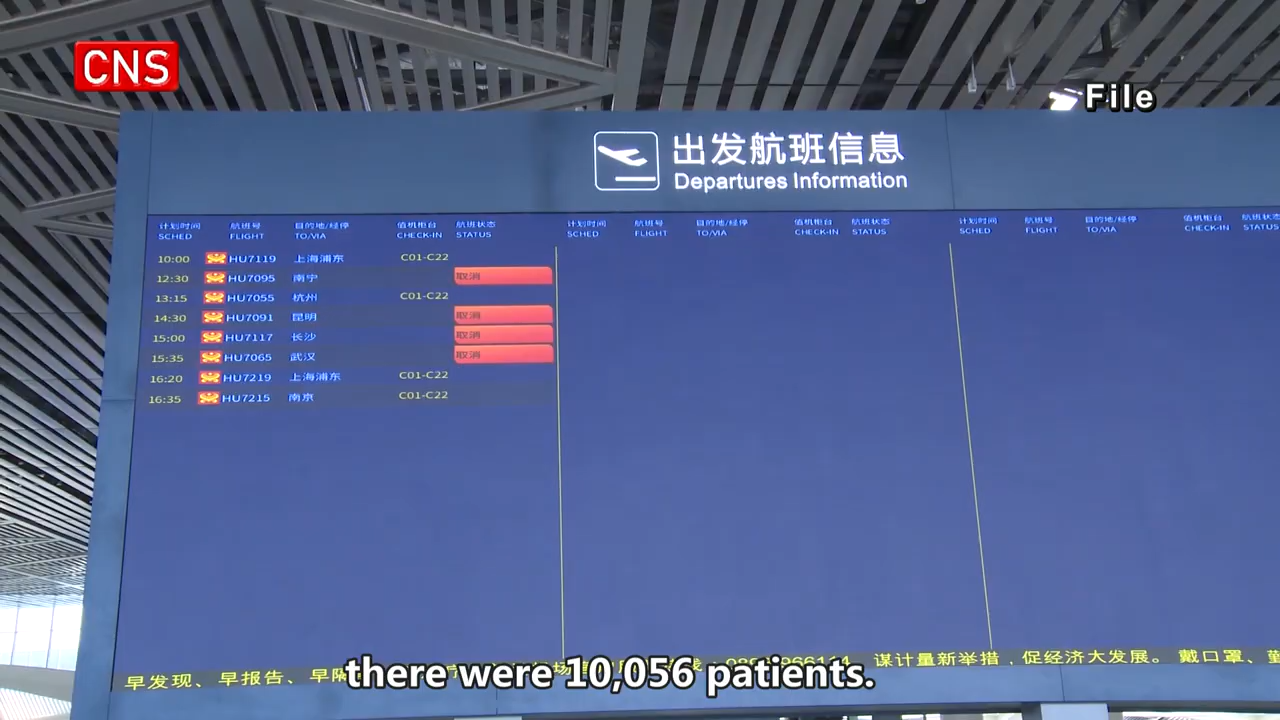 CNS
File
出发航班信息
Departures Information
计划时间 航班号 目的地/经停 值机柜台 航班状态 计划时间 航班号 目的地/经停 值机柜台 航班状态 计划时间 航班号 目的地/经停 值机柜台 航班状态
SCHED FLIGHT TO/VIA CHECK-IN STATUS SCHED FLIGHT TO/VIA CHECK-IN STATUS SCHED FLIGHT TO/VIA CHECK-IN STATUS
10:00 HU7119 上海浦东 C01-C22
12:30 HU7095 南宁 取消
13:15 HU7055 杭州 C01-C22
14:30 HU7091 昆明 取消
15:00 HU7117 长沙 取消
15:35 HU7065 武汉 取消
16:20 HU7219 上海浦东 C01-C22
16:35 HU7215 南京 C01-C22
早发现、早报告、早隔 谋计量新举措，促经济大发展。戴口罩、勤
there were 10,056 patients.